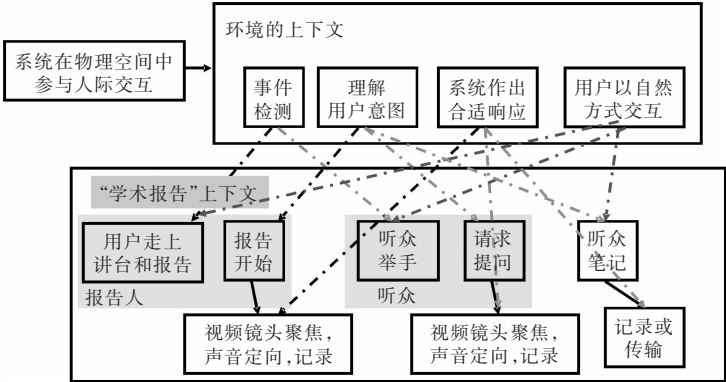 环境的上下文
系统在物理空间中
参与人际交互
事件
检测
理解
用户意图
系统作出
合适响应
用户以自然
方式交互
“学术报告”上下文
用户走上
讲台和报告
报告
开始
报告人
听众
举手
请求
提问
听众
听众
笔记
视频镜头聚焦,
声音定向,记录
视频镜头聚焦,
声音定向,记录
记录或
传输